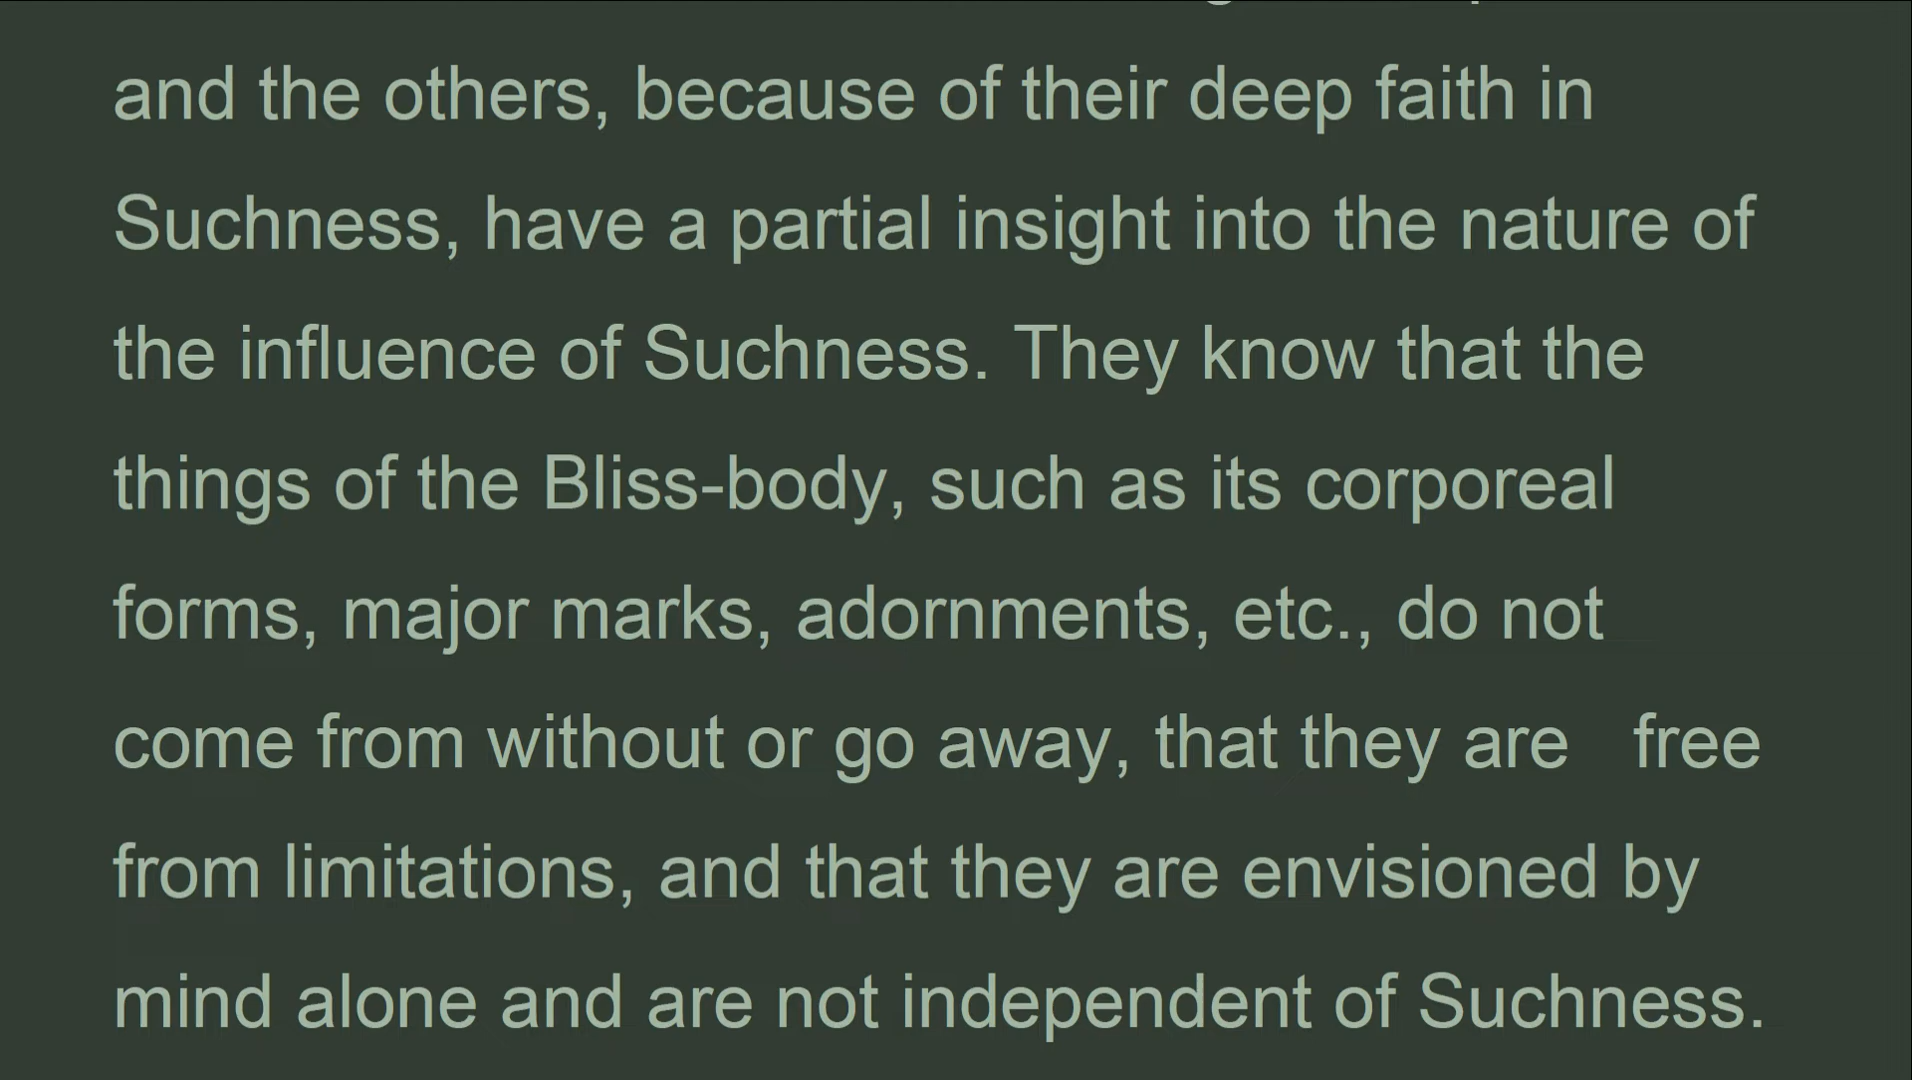 and the others, because of their deep faith in
Suchness, have a partial insight into the nature of
the influence of Suchness. They know that the
things of the Bliss-body, such as its corporeal
forms, major marks, adornments, etc., do not
come from without or go away, that they are free
from limitations, and that they are envisioned by
mind alone and are not independent of Suchness.